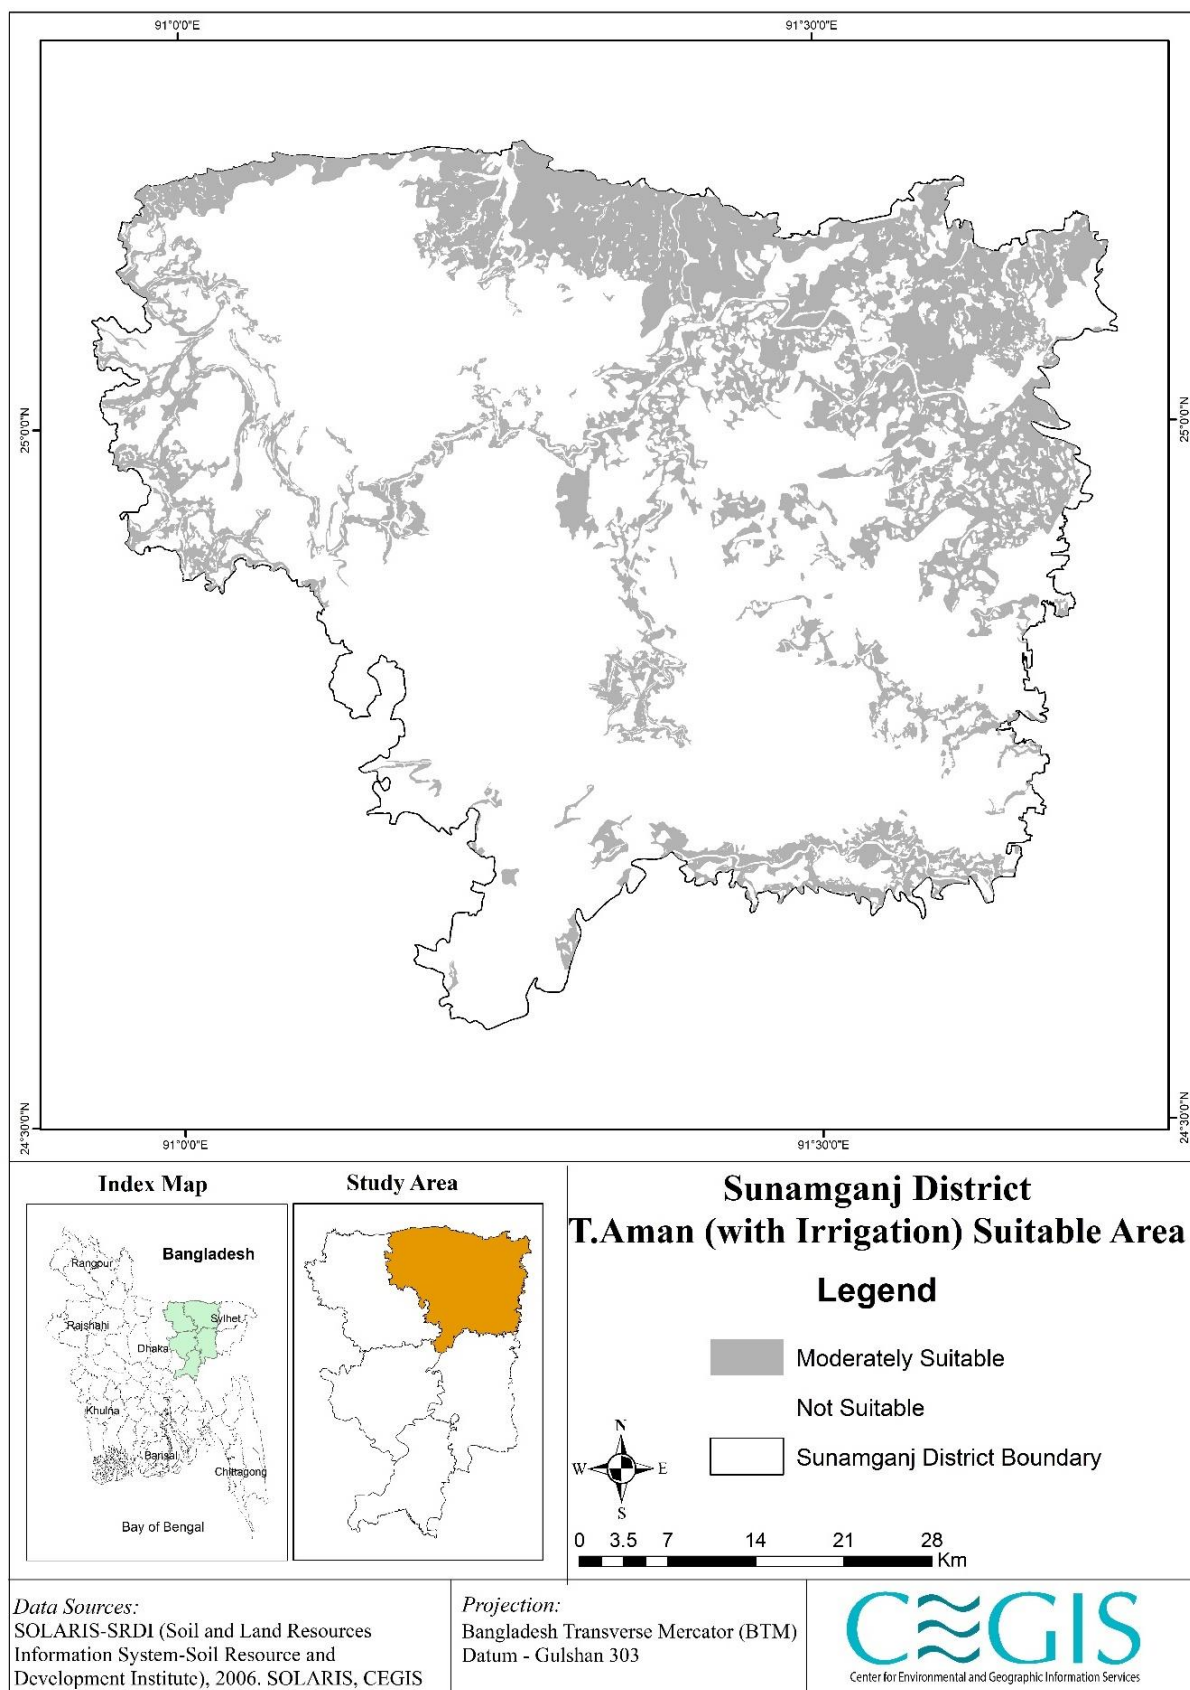 91°0'0"E
91°30'0"E
25°0'0"N
25°0'0"N
24°30'0"N
24°30'0"N
91°0'0"E
91°30'0"E
Index Map
Study Area
Bangladesh
Rangpur
Rajshahi
Sylhet
Dhaka
Khulna
Barisal
Chittagong
Bay of Bengal
Sunamganj District
T.Aman (with Irrigation) Suitable Area
Legend
Moderately Suitable
Not Suitable
Sunamganj District Boundary
N
W
E
S
0 3.5 7 14 21 28
Km
Data Sources:
SOLARIS-SRDI (Soil and Land Resources
Information System-Soil Resource and
Development Institute), 2006. SOLARIS, CEGIS
Projection:
Bangladesh Transverse Mercator (BTM)
Datum - Gulshan 303
CEGIS
Center for Environmental and Geographic Information Services